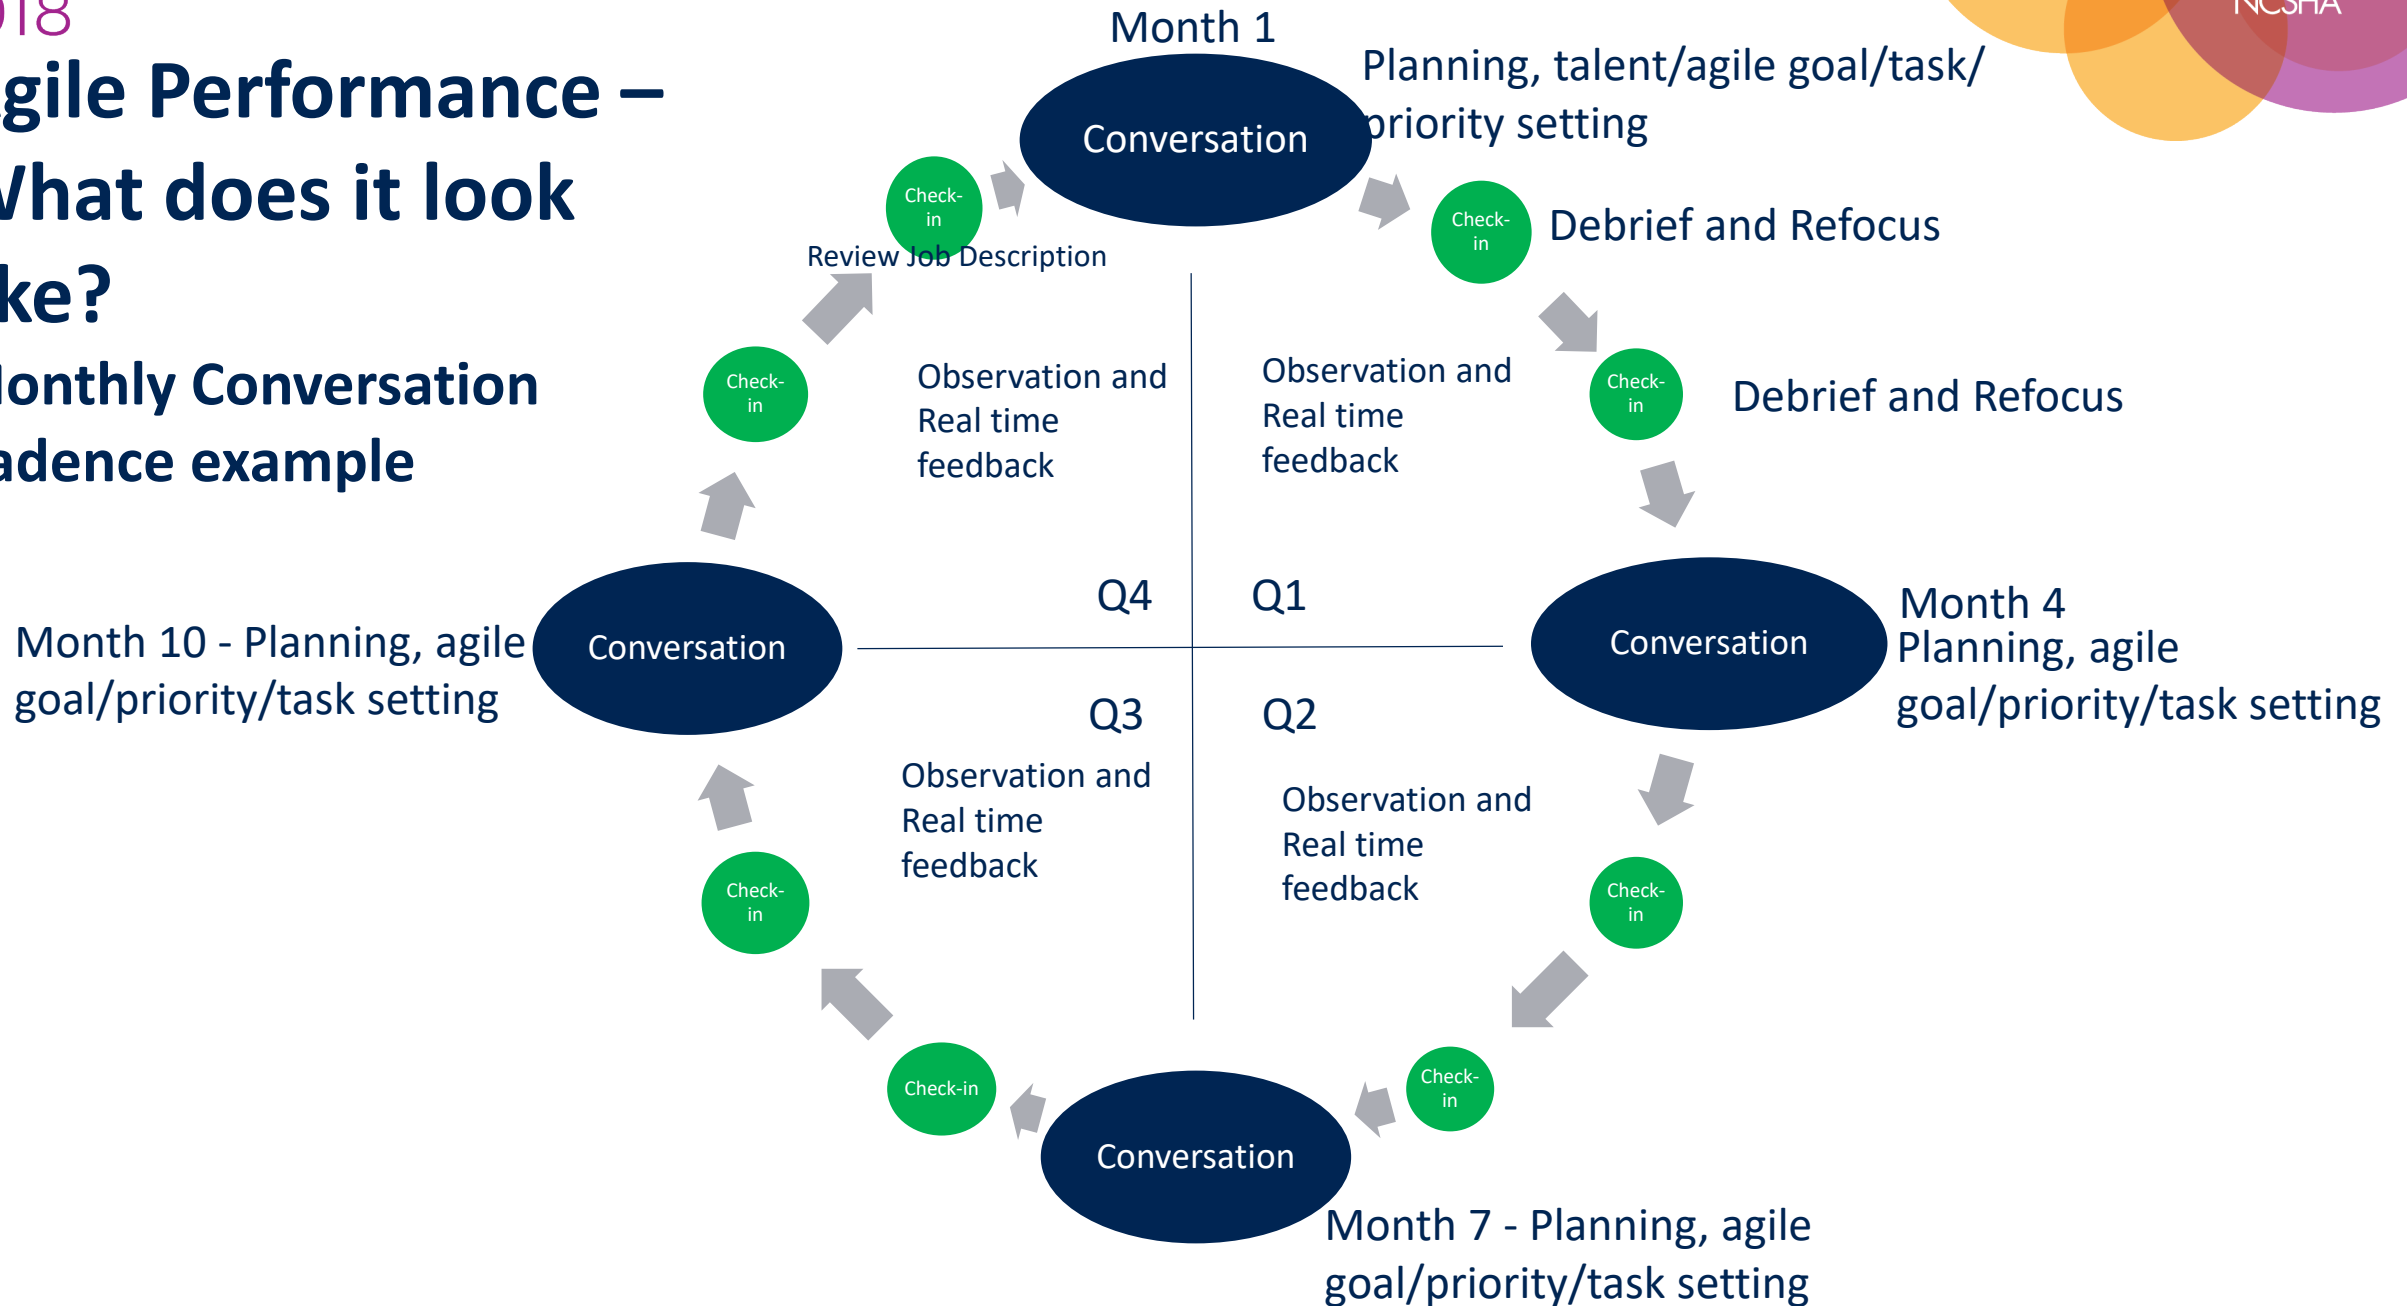 018
gile Performance –
What does it look
ke?
Monthly Conversation
adence example
NCSHA
Month 1
Conversation
Planning, talent/agile goal/task/
priority setting
Check-
in
Debrief and Refocus
Check-
in
Debrief and Refocus
Conversation
Month 4
Planning, agile
goal/priority/task setting
Check-
in
Check-
in
Conversation
Month 7 - Planning, agile
goal/priority/task setting
Check-in
Check-
in
Conversation
Month 10 - Planning, agile
goal/priority/task setting
Check-
in
Check-
in
Review Job Description
Observation and
Real time
feedback
Q4
Observation and
Real time
feedback
Q1
Q3
Observation and
Real time
feedback
Q2
Observation and
Real time
feedback